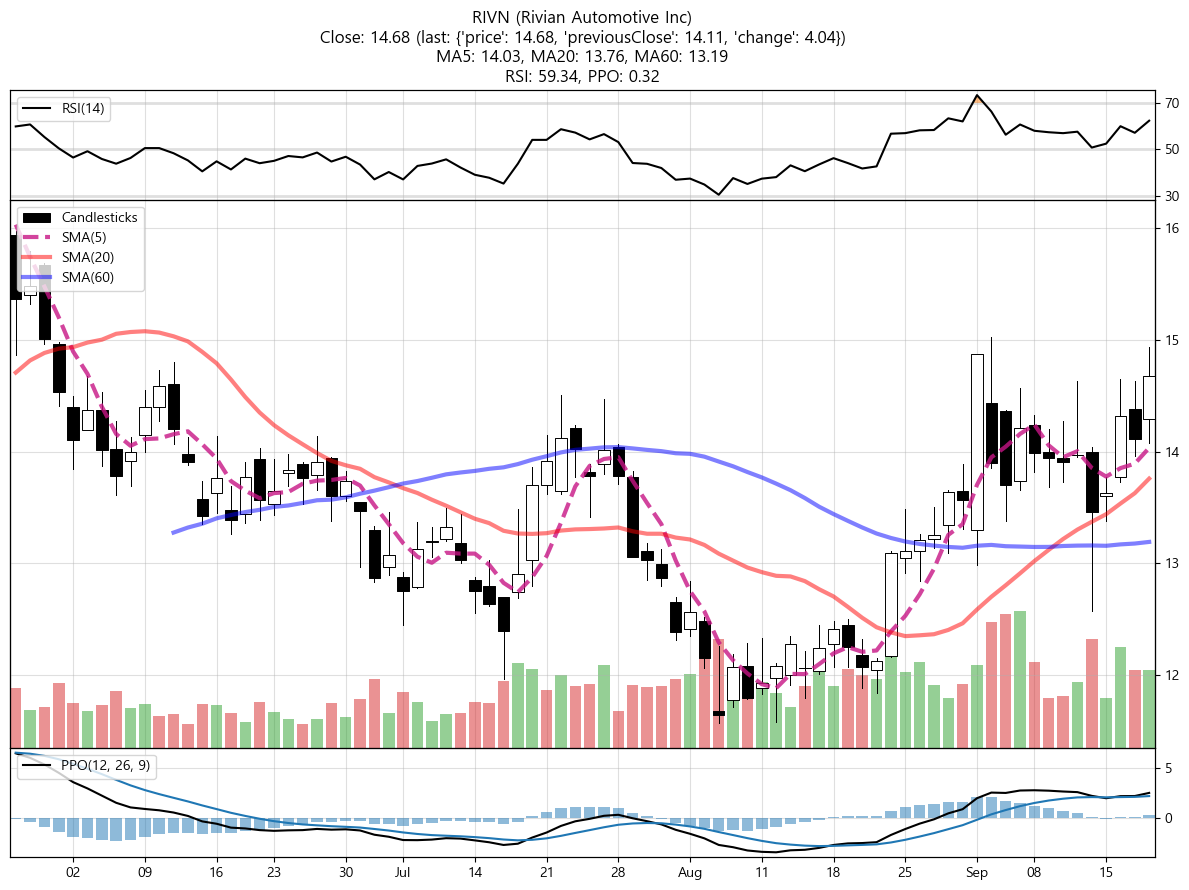 RIVN (Rivian Automotive Inc)
Close: 14.68 (last: {'price': 14.68, 'previousClose': 14.11, 'change': 4.04})
MA5: 14.03, MA20: 13.76, MA60: 13.19
RSI: 59.34, PPO: 0.32
RSI(14)
70
50
30
Candlesticks
SMA(5)
SMA(20)
SMA(60)
16
15
14
13
12
PPO(12, 26, 9)
5
0
02 09 16 23 30 Jul 14 21 28 Aug 11 18 25 Sep 08 15